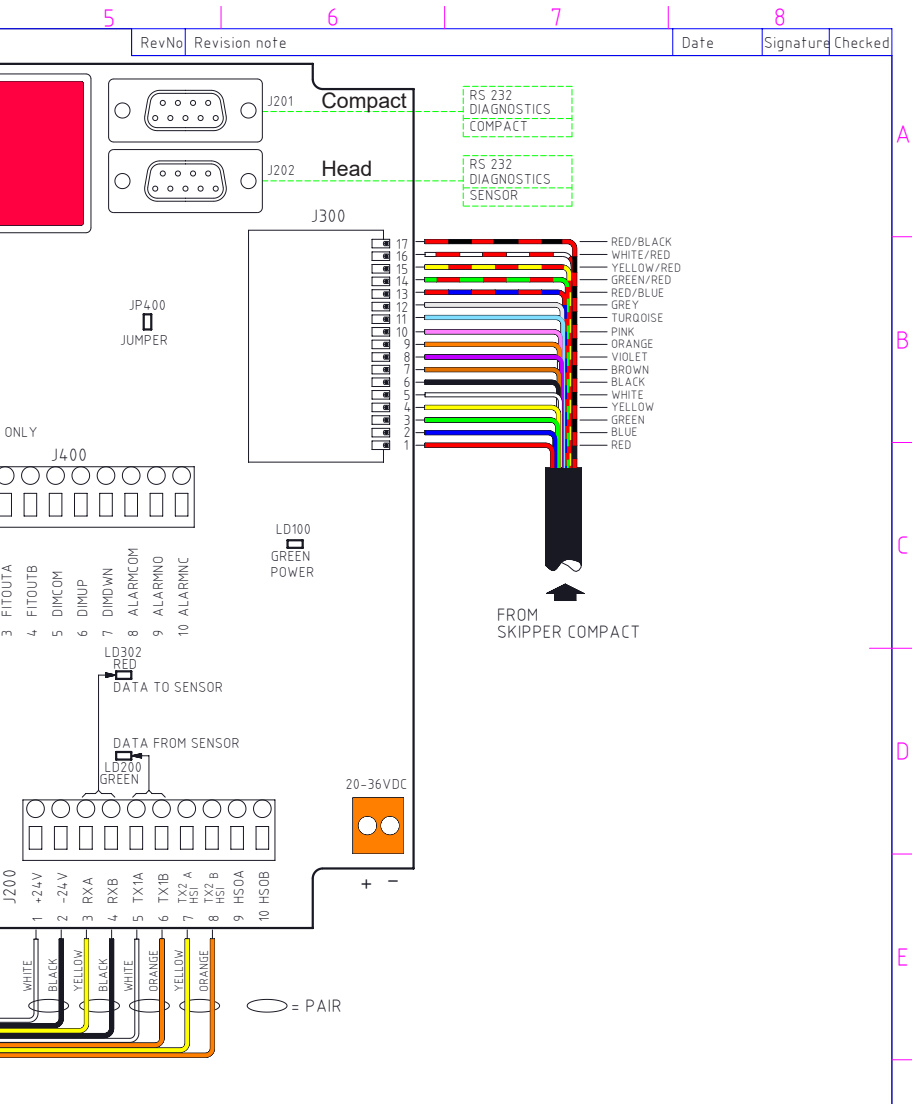 5 6 7 8
RevNo Revision note Date Signature Checked
J201 Compact
RS 232
DIAGNOSTICS
COMPACT
A
J202 Head
RS 232
DIAGNOSTICS
SENSOR
J300
17 RED/BLACK
16 WHITE/RED
15 YELLOW/RED
14 GREEN/RED
13 RED/BLUE
12 GREY
11 TURQOISE
10 PINK
9 ORANGE
8 VIOLET
7 BROWN
6 BLACK
5 WHITE
4 YELLOW
3 GREEN
2 BLUE
1 RED
JP400
JUMPER
B
ONLY
J400
LD100
GREEN
POWER
C
3 FITOUTA
4 FITOUTB
5 DIMCOM
6 DIMUP
7 DIMDWN
8 ALARMCOM
9 ALARMNO
10 ALARMNC
FROM
SKIPPER COMPACT
LD302
RED
DATA TO SENSOR
DATA FROM SENSOR
LD200
GREEN
D
20-36VDC
+ −
J200
1 +24V
2 -24V
3 RXA
4 RXB
5 TX1A
6 TX1B
7 TX2 A
HSI
8 TX2 B
HSI
9 HSOA
10 HSOB
E
WHITE
BLACK
YELLOW
BLACK
WHITE
ORANGE
YELLOW
ORANGE
= PAIR